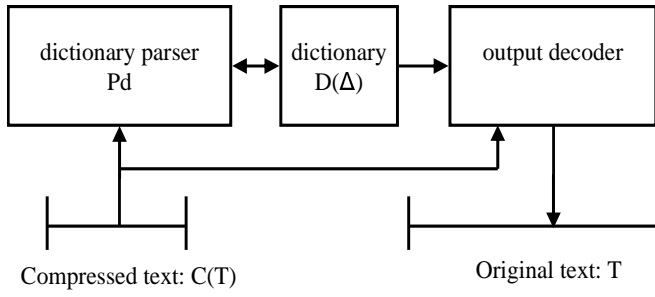 dictionary parser
Pd
dictionary
D(Δ)
output decoder
Compressed text: C(T)
Original text: T